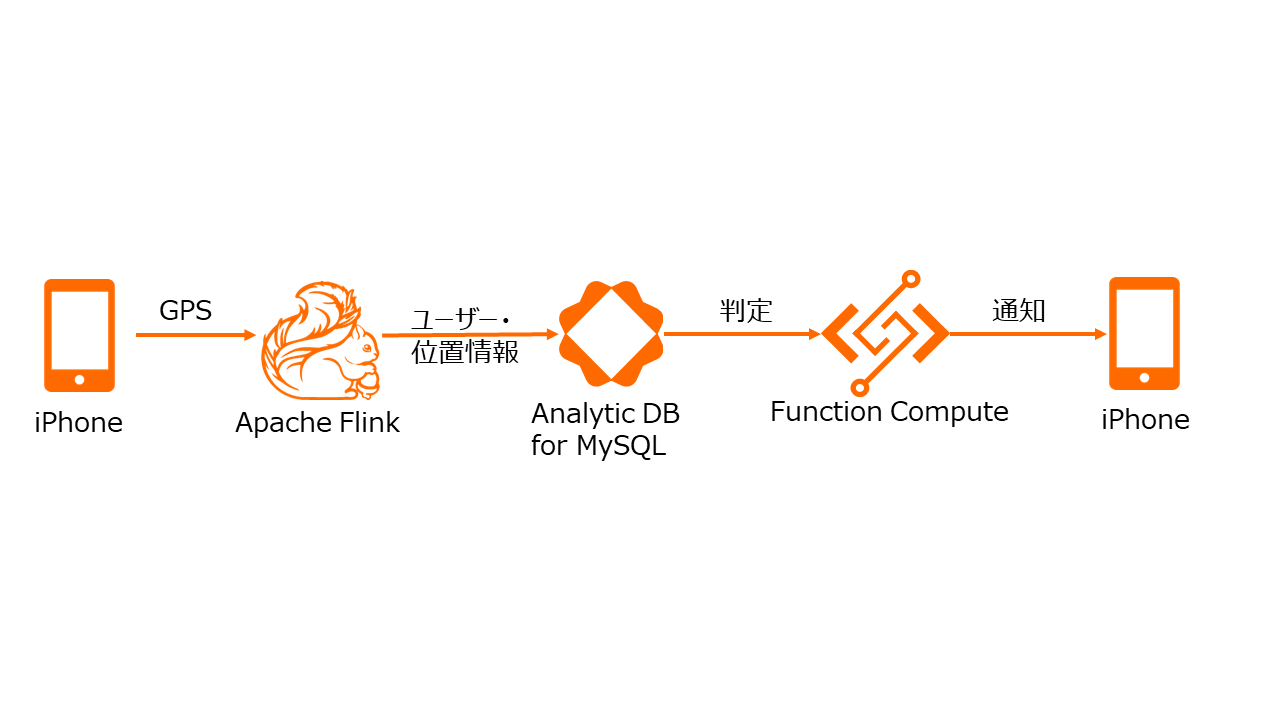 GPS
ユーザー・
位置情報
判定
通知
iPhone
Apache Flink
Analytic DB
for MySQL
Function Compute
iPhone